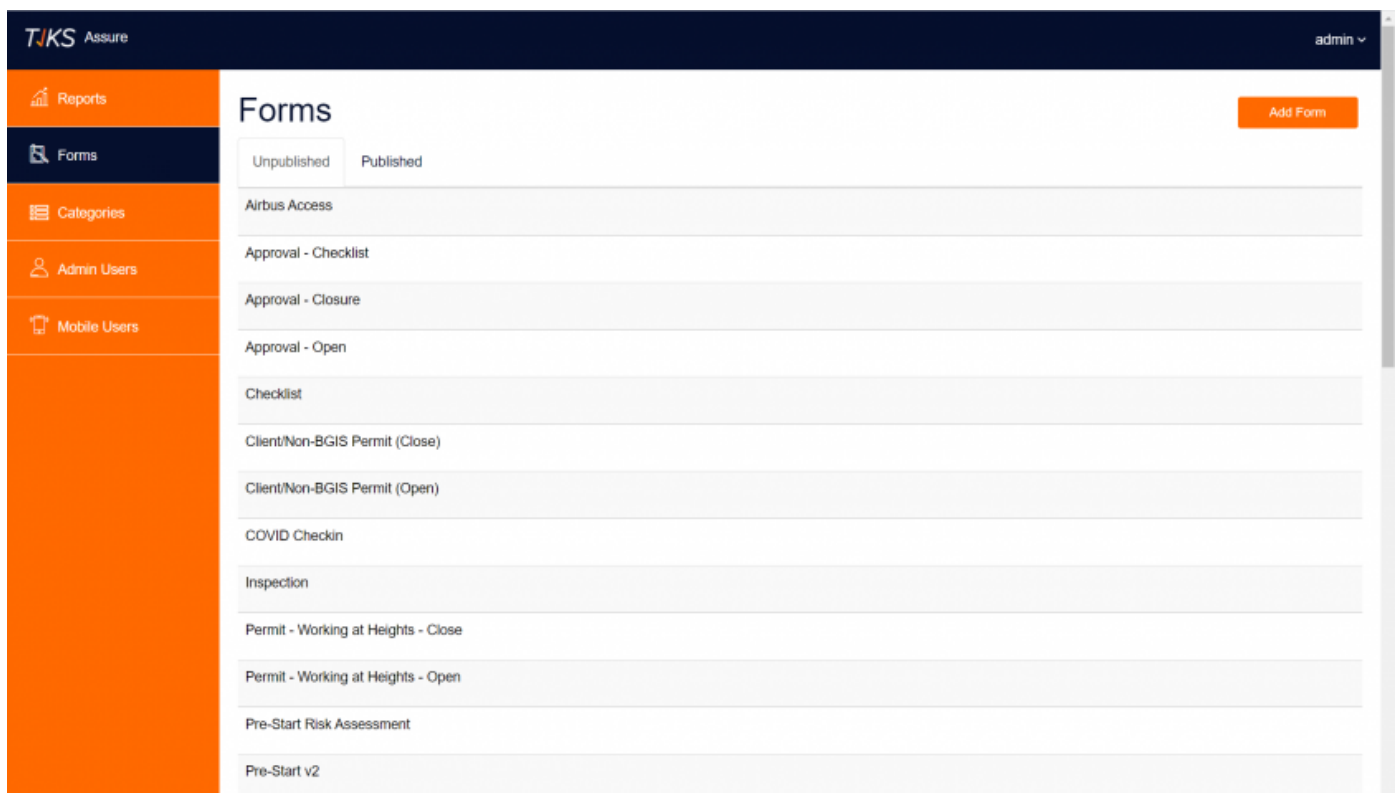 TIKS Assure
admin
Reports
Forms
Categories
Admin Users
Mobile Users
Forms
Add Form
Unpublished Published
Airbus Access
Approval - Checklist
Approval - Closure
Approval - Open
Checklist
Client/Non-BGIS Permit (Close)
Client/Non-BGIS Permit (Open)
COVID Checkin
Inspection
Permit - Working at Heights - Close
Permit - Working at Heights - Open
Pre-Start Risk Assessment
Pre-Start v2